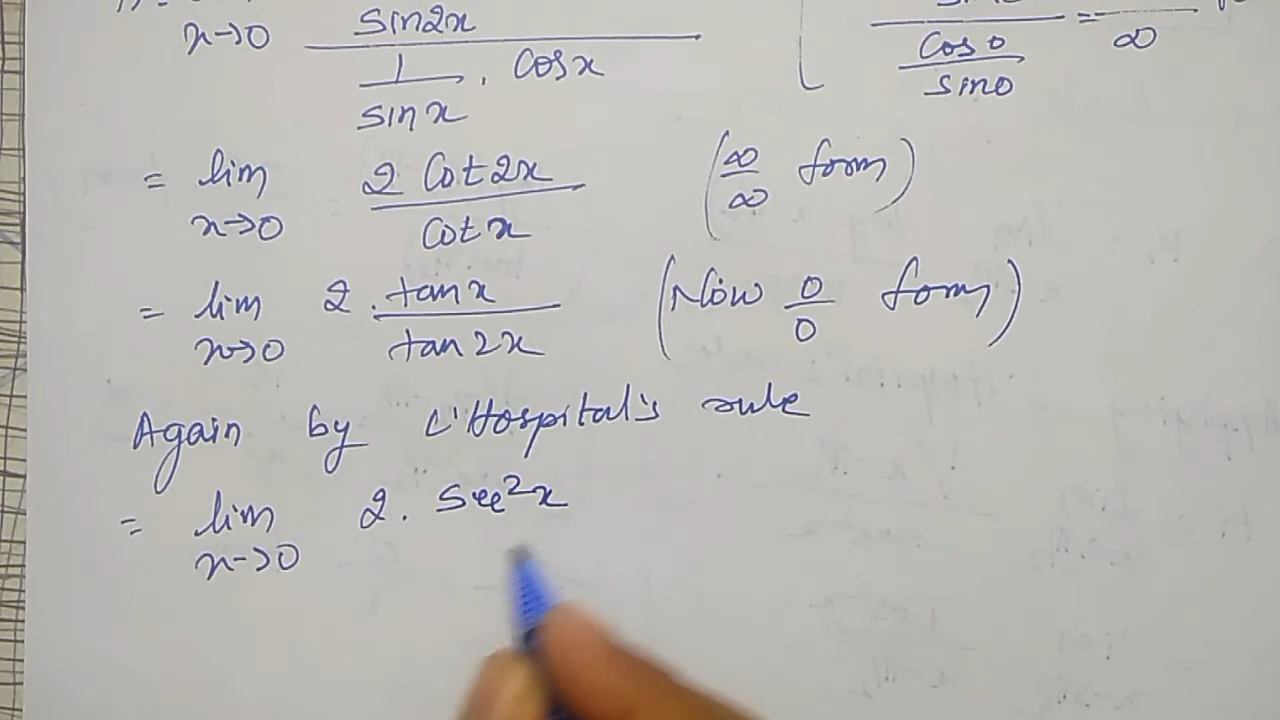 x→0 sin2x
1/sinx . cosx
cos0/sin0 = ∞
= lim x→0 2 cot2x / cotx (∞/∞ form)
= lim x→0 2 . tanx / tan2x (Now 0/0 form)
Again by L'Hospital's rule
= lim x→0 2 . sec²x